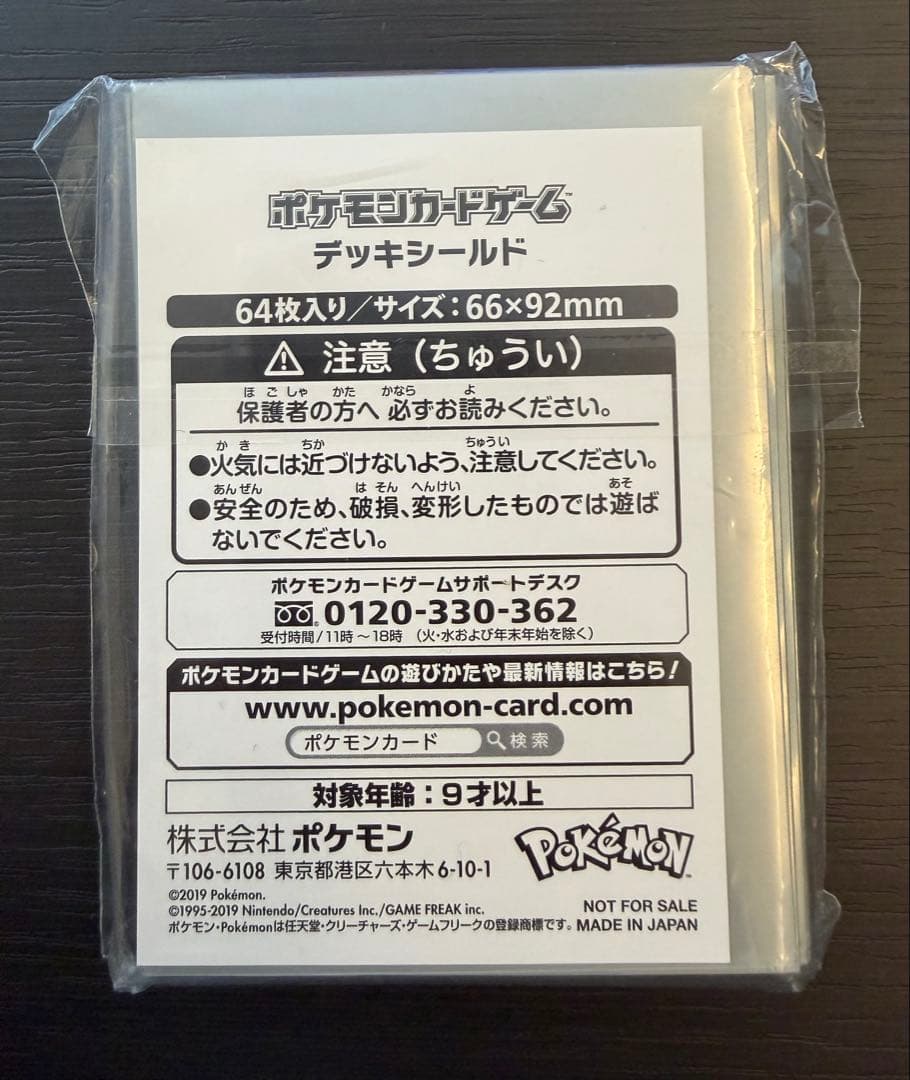 ポケモンカードゲーム™
デッキシールド
64枚入り/サイズ:66×92mm
⚠ 注意(ちゅうい)
ほごしゃ かた かなら よ
保護者の方へ 必ずお読みください。
かき ちか ちゅうい
●火気には近づけないよう、注意してください。
あんぜん はそん へんけい あそ
●安全のため、破損、変形したものでは遊ば
ないでください。
ポケモンカードゲームサポートデスク
0120-330-362
受付時間/11時〜18時 (火・水および年末年始を除く)
ポケモンカードゲームの遊びかたや最新情報はこちら!
www.pokemon-card.com
ポケモンカード 検索
対象年齢:9才以上
株式会社 ポケモン
〒106-6108 東京都港区六本木6-10-1
POKéMON™
©2019 Pokémon.
©1995-2019 Nintendo/Creatures Inc./GAME FREAK inc.
ポケモン・Pokémonは任天堂・クリーチャーズ・ゲームフリークの登録商標です。
NOT FOR SALE
MADE IN JAPAN